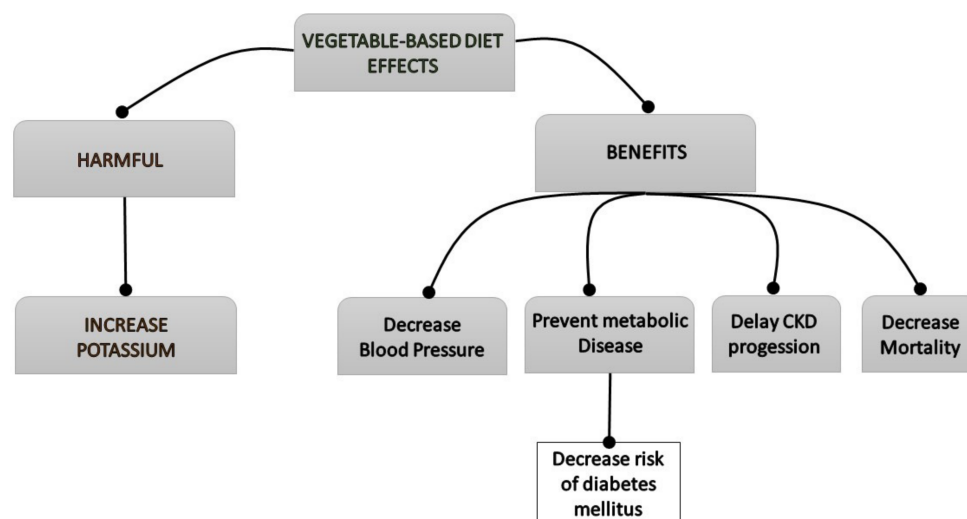 VEGETABLE-BASED DIET
EFFECTS
HARMFUL
BENEFITS
INCREASE
POTASSIUM
Decrease
Blood Pressure
Prevent metabolic
Disease
Delay CKD
progession
Decrease
Mortality
Decrease risk
of diabetes
mellitus